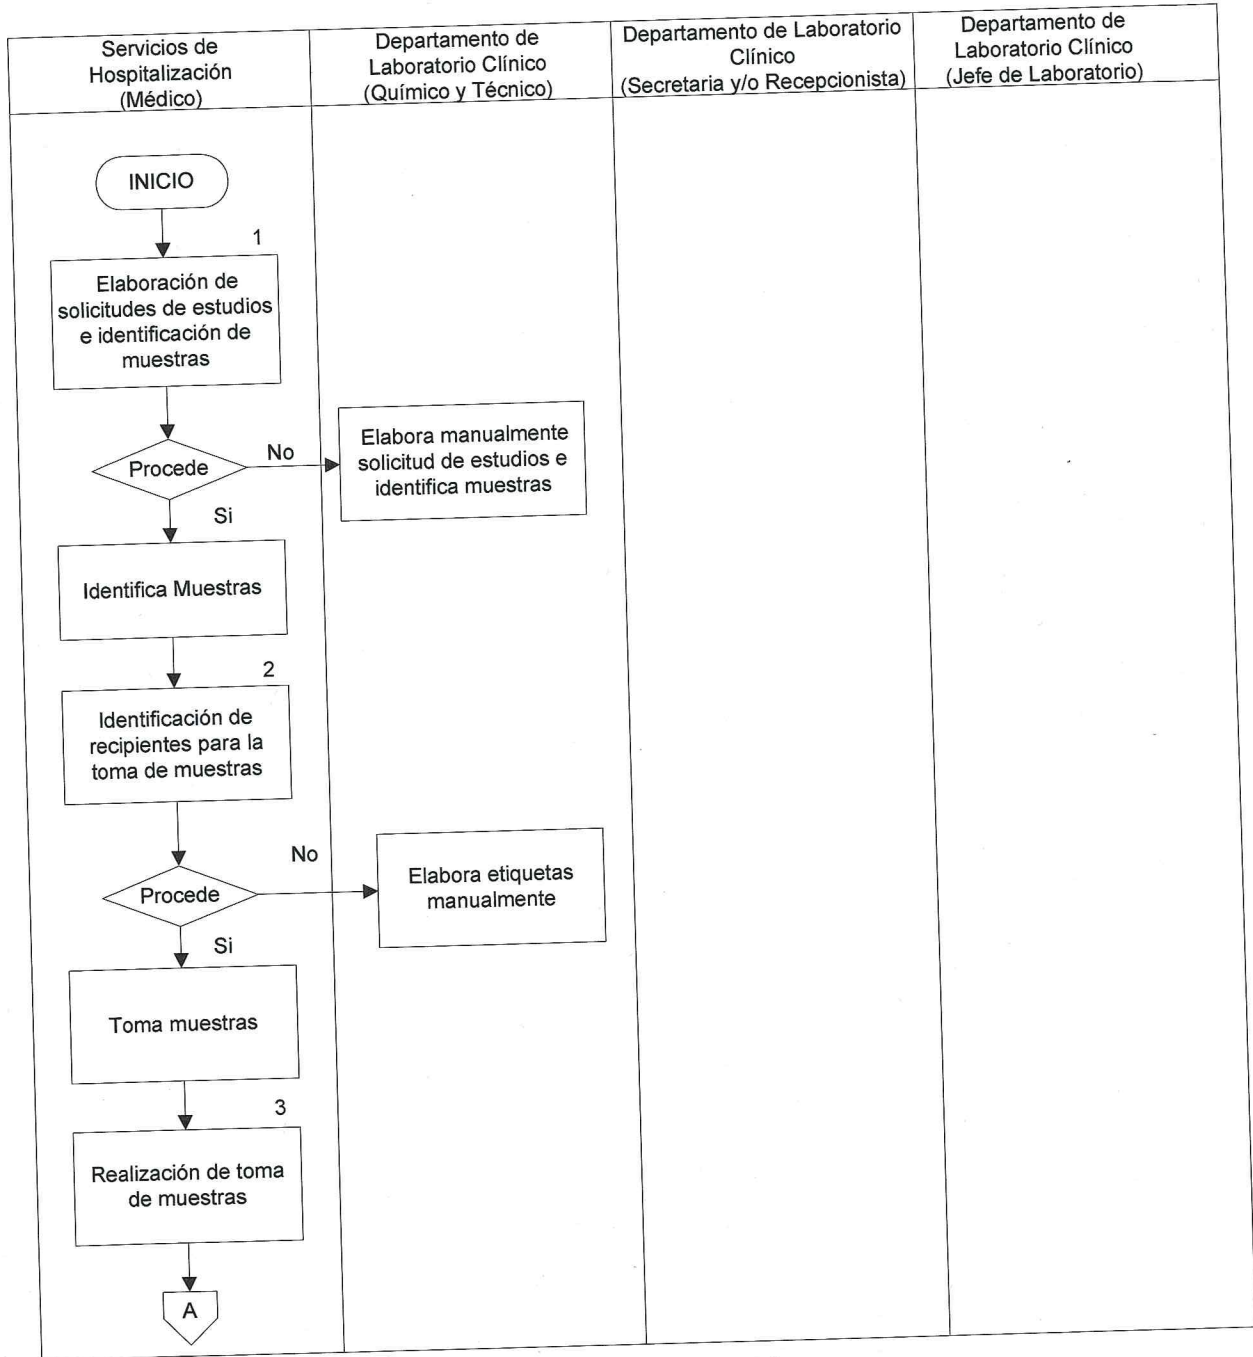 Servicios de
Hospitalización
(Médico)
Departamento de
Laboratorio Clínico
(Químico y Técnico)
Departamento de Laboratorio
Clínico
(Secretaria y/o Recepcionista)
Departamento de
Laboratorio Clínico
(Jefe de Laboratorio)
INICIO
1
Elaboración de
solicitudes de estudios
e identificación de
muestras
Procede
No
Elabora manualmente
solicitud de estudios e
identifica muestras
Si
Identifica Muestras
2
Identificación de
recipientes para la
toma de muestras
Procede
No
Elabora etiquetas
manualmente
Si
Toma muestras
3
Realización de toma
de muestras
A